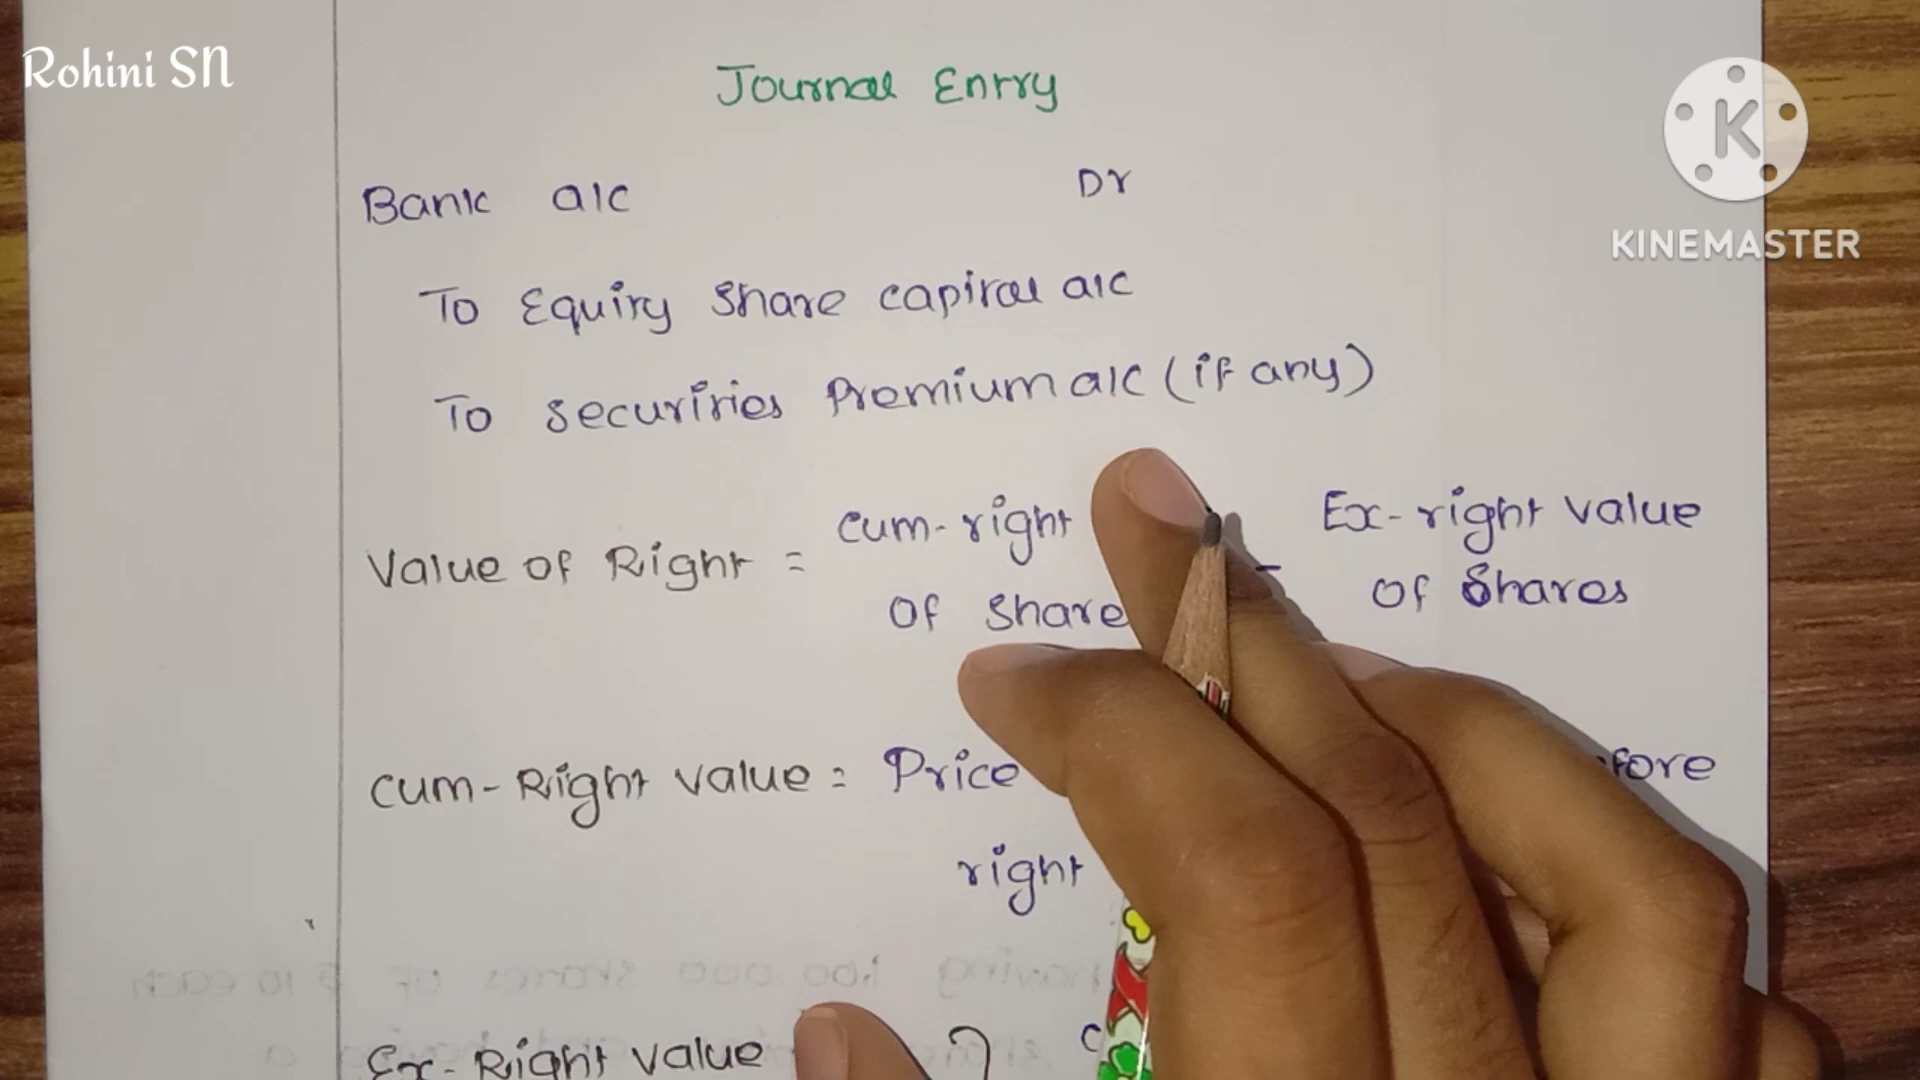 Rohini SN
Journal Entry
Bank a/c Dr
To Equity Share capital a/c
To Securities Premium a/c (if any)
Value of Right = Cum-right - Ex-right value
of Share of Shares
Cum-Right value = Price fore
right
Ex-Right value
KINEMASTER